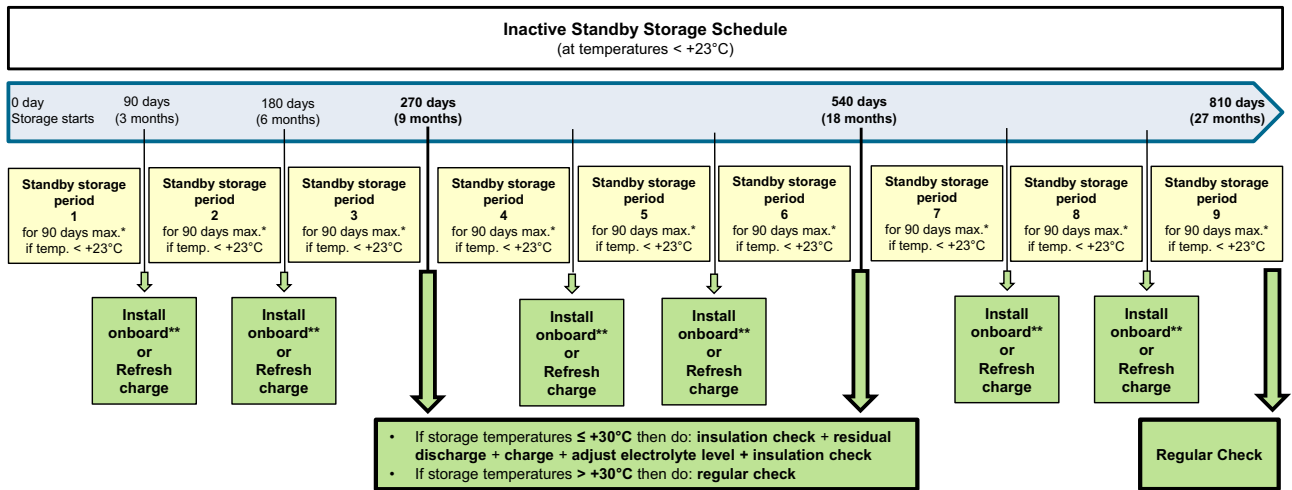 Inactive Standby Storage Schedule
(at temperatures < +23°C)
0 day
Storage starts
90 days
(3 months)
180 days
(6 months)
270 days
(9 months)
540 days
(18 months)
810 days
(27 months)
Standby storage
period
1
for 90 days max.*
if temp. < +23°C
Standby storage
period
2
for 90 days max.*
if temp. < +23°C
Standby storage
period
3
for 90 days max.*
if temp. < +23°C
Standby storage
period
4
for 90 days max.*
if temp. < +23°C
Standby storage
period
5
for 90 days max.*
if temp. < +23°C
Standby storage
period
6
for 90 days max.*
if temp. < +23°C
Standby storage
period
7
for 90 days max.*
if temp. < +23°C
Standby storage
period
8
for 90 days max.*
if temp. < +23°C
Standby storage
period
9
for 90 days max.*
if temp. < +23°C
Install
onboard**
or
Refresh
charge
Install
onboard**
or
Refresh
charge
Install
onboard**
or
Refresh
charge
Install
onboard**
or
Refresh
charge
Install
onboard**
or
Refresh
charge
Install
onboard**
or
Refresh
charge
• If storage temperatures ≤ +30°C then do: insulation check + residual
discharge + charge + adjust electrolyte level + insulation check
• If storage temperatures > +30°C then do: regular check
Regular Check